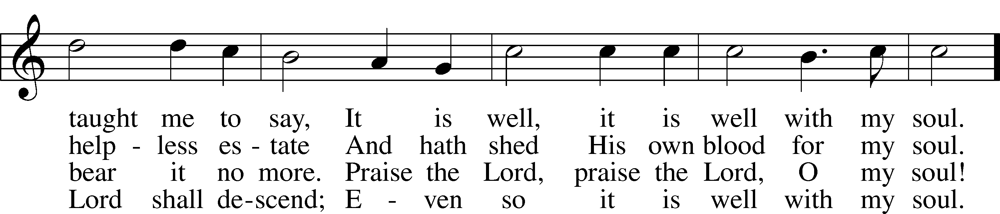 taught me to say, It is well, it is well with my soul.
help - less es - tate And hath shed His own blood for my soul.
bear it no more. Praise the Lord, praise the Lord, O my soul!
Lord shall de - scend; E - ven so it is well with my soul.